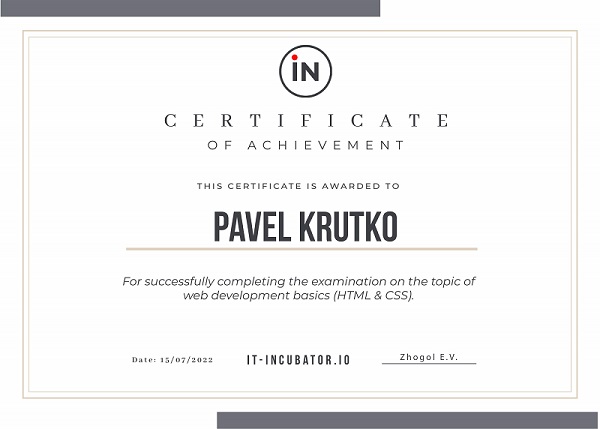 iN
CERTIFICATE
OF ACHIEVEMENT
THIS CERTIFICATE IS AWARDED TO
PAVEL KRUTKO
For successfully completing the examination on the topic of
web development basics (HTML & CSS).
Date: 15/07/2022 IT-INCUBATOR.IO Zhogol E.V.